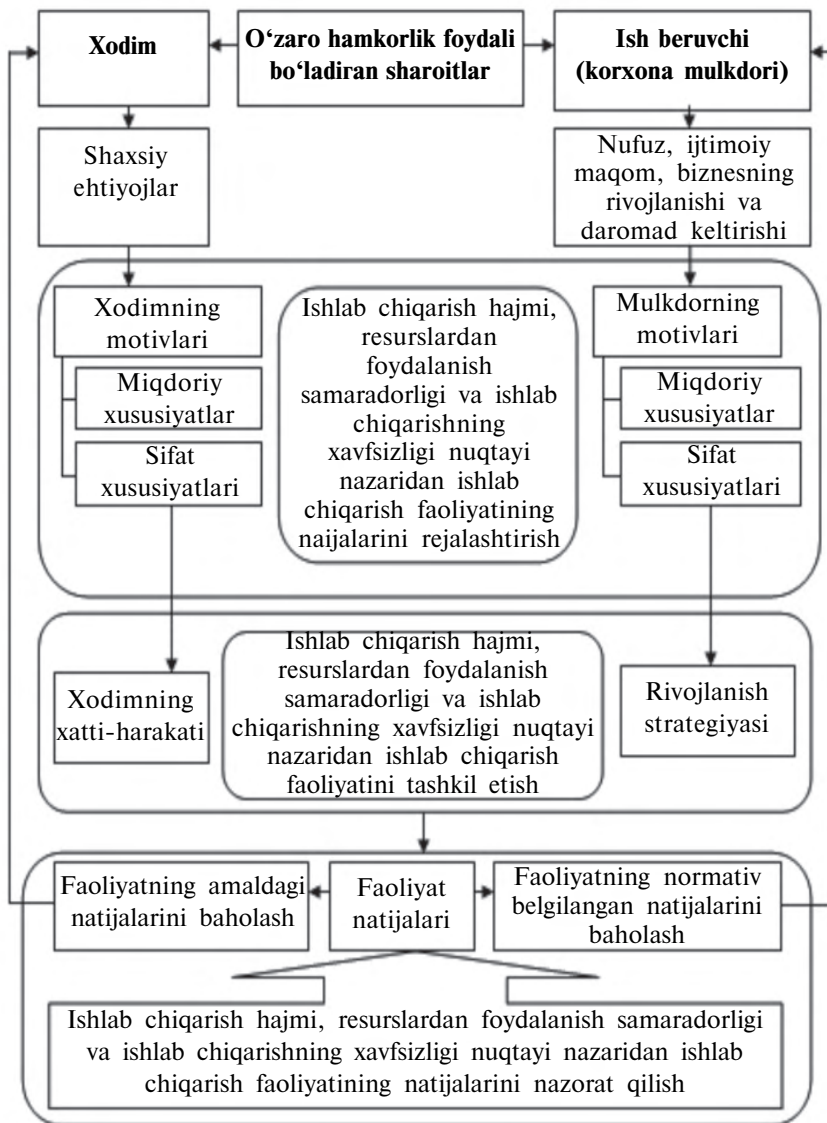 Xodim
O‘zaro hamkorlik foydali
bo‘ladiran sharoitlar
Ish beruvchi
(korxona mulkdori)
Shaxsiy
ehtiyojlar
Nufuz, ijtimoiy
maqom, biznesning
rivojlanishi va
daromad keltirishi
Xodimning
motivlari
Miqdoriy
xususiyatlar
Sifat
xususiyatlari
Ishlab chiqarish hajmi,
resurslardan
foydalanish
samaradorligi va ishlab
chiqarishning
xavfsizligi nuqtayi
nazaridan ishlab
chiqarish faoliyatining
naijalarini rejalashtirish
Mulkdorning
motivlari
Miqdoriy
xususiyatlar
Sifat
xususiyatlari
Xodimning
xatti-harakati
Ishlab chiqarish hajmi,
resurslardan foydalanish
samaradorligi va ishlab
chiqarishning xavfsizligi nuqtayi
nazaridan ishlab chiqarish
faoliyatini tashkil etish
Rivojlanish
strategiyasi
Faoliyatning amaldagi
natijalarini baholash
Faoliyat
natijalari
Faoliyatning normativ
belgilangan natijalarini
baholash
Ishlab chiqarish hajmi, resurslardan foydalanish samaradorligi
va ishlab chiqarishning xavfsizligi nuqtayi nazaridan ishlab
chiqarish faoliyatining natijalarini nazorat qilish